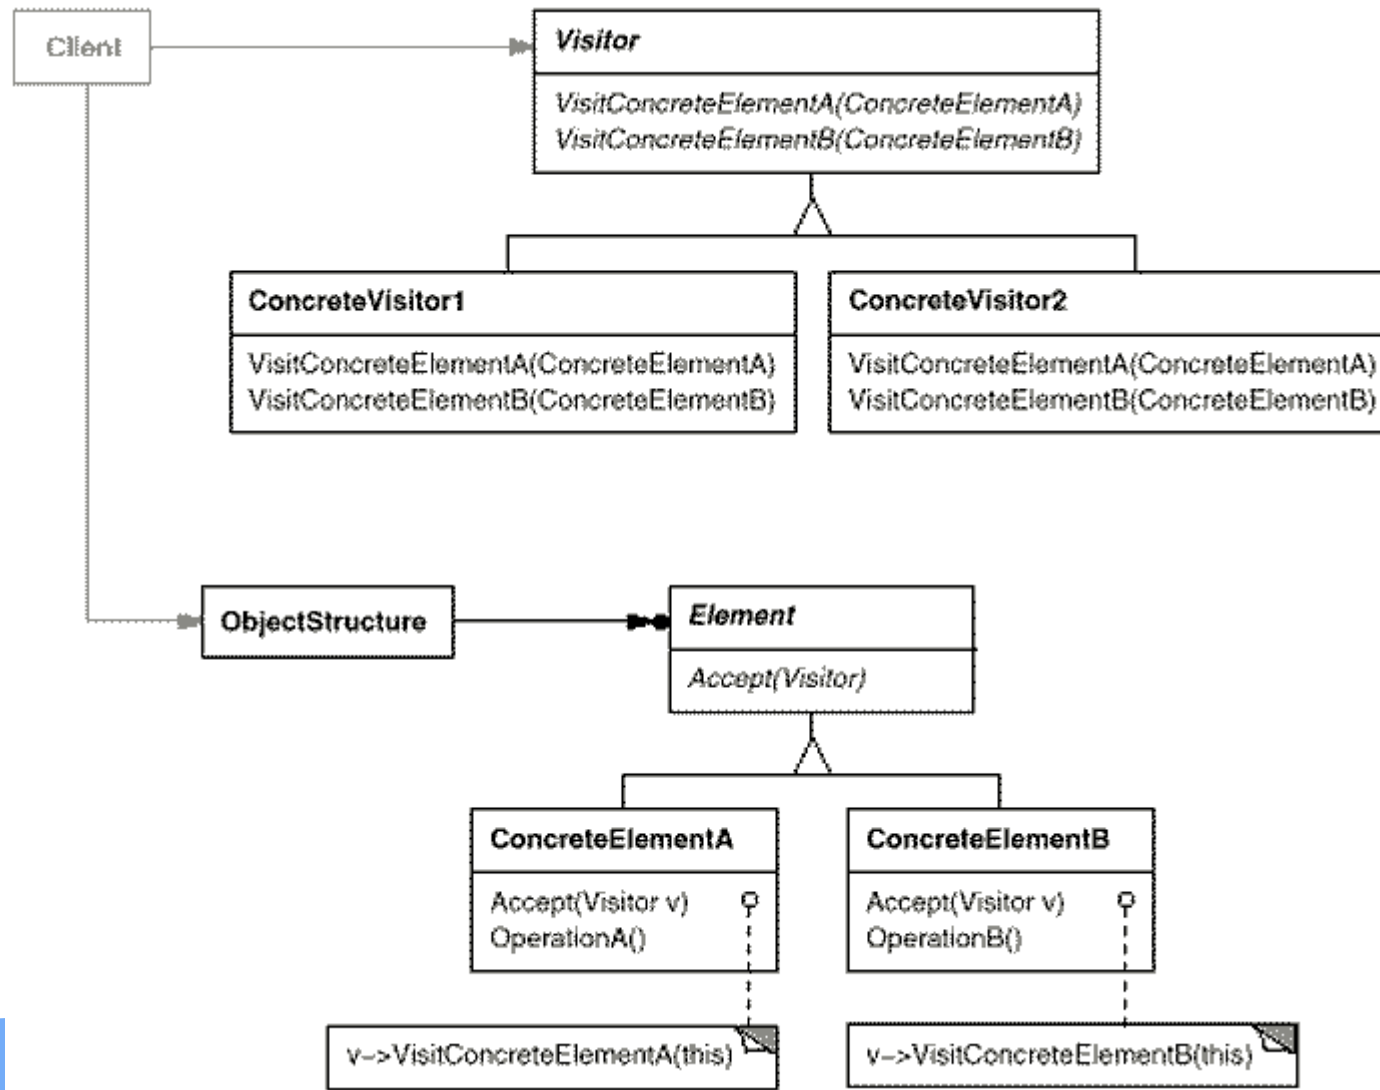 Client
Visitor
VisitConcreteElementA(ConcreteElementA)
VisitConcreteElementB(ConcreteElementB)
ConcreteVisitor1
VisitConcreteElementA(ConcreteElementA)
VisitConcreteElementB(ConcreteElementB)
ConcreteVisitor2
VisitConcreteElementA(ConcreteElementA)
VisitConcreteElementB(ConcreteElementB)
ObjectStructure
Element
Accept(Visitor)
ConcreteElementA
Accept(Visitor v)
OperationA()
ConcreteElementB
Accept(Visitor v)
OperationB()
v->VisitConcreteElementA(this)
v->VisitConcreteElementB(this)